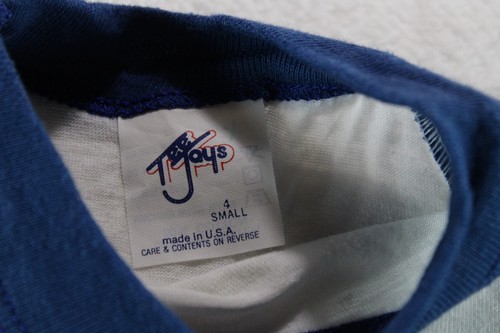 Tee
Jays
4
SMALL
made in U.S.A.
CARE & CONTENTS ON REVERSE